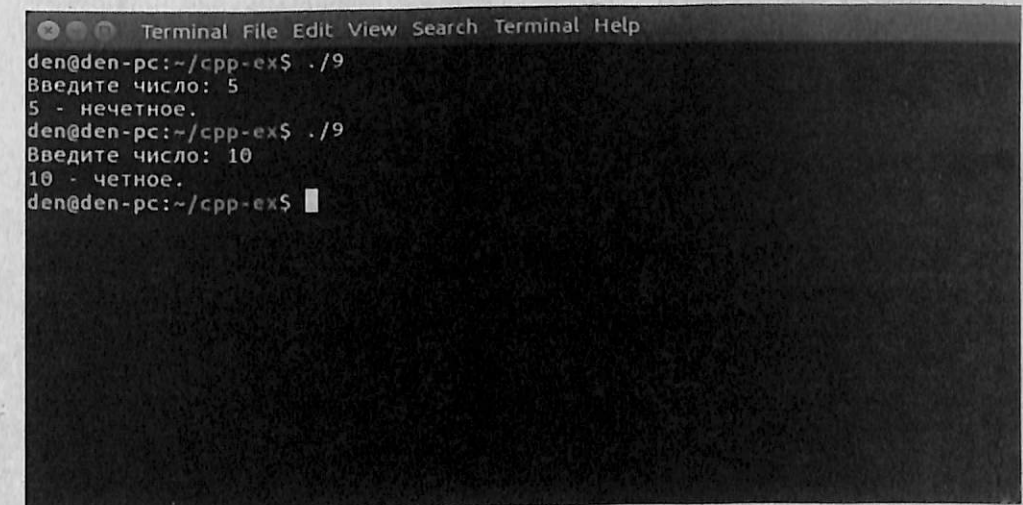 Terminal File Edit View Search Terminal Help
den@den-pc:~/cpp-ex$ ./9
Введите число: 5
5 - нечетное.
den@den-pc:~/cpp-ex$ ./9
Введите число: 10
10 - четное.
den@den-pc:~/cpp-ex$